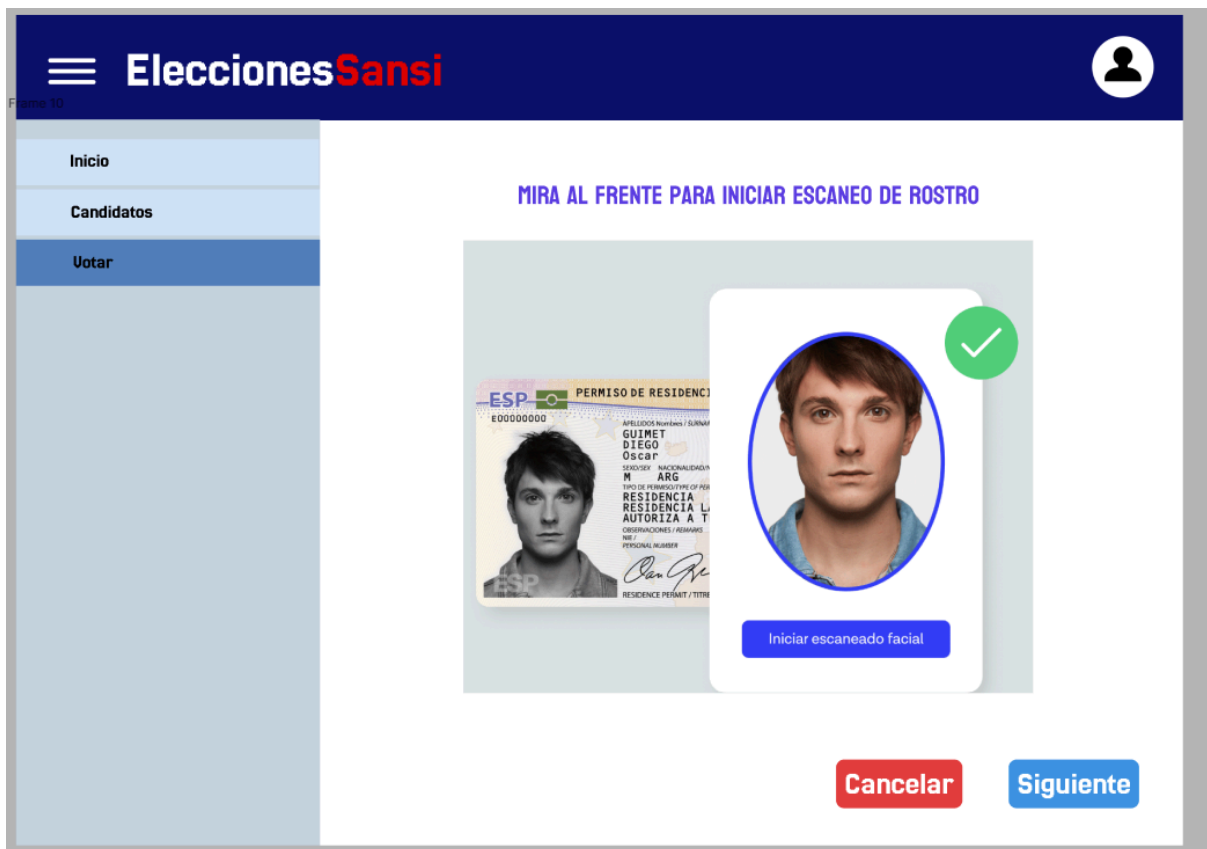 EleccionesSansi
Frame 10
Inicio
Candidatos
Votar
MIRA AL FRENTE PARA INICIAR ESCANEO DE ROSTRO
ESP
PERMISO DE RESIDENCI
E00000000
APELLIDOS Nombres / SURNAM
GUIMET
DIEGO
Oscar
SEXO/SEX NACIONALIDAD/N
M ARG
TIPO DE PERMISO/TYPE OF PER
RESIDENCIA
RESIDENCIA LA
AUTORIZA A T
OBSERVACIONES / REMARKS
NIE /
PERSONAL NUMBER
ESP
RESIDENCE PERMIT / TITRE
Iniciar escaneado facial
Cancelar
Siguiente